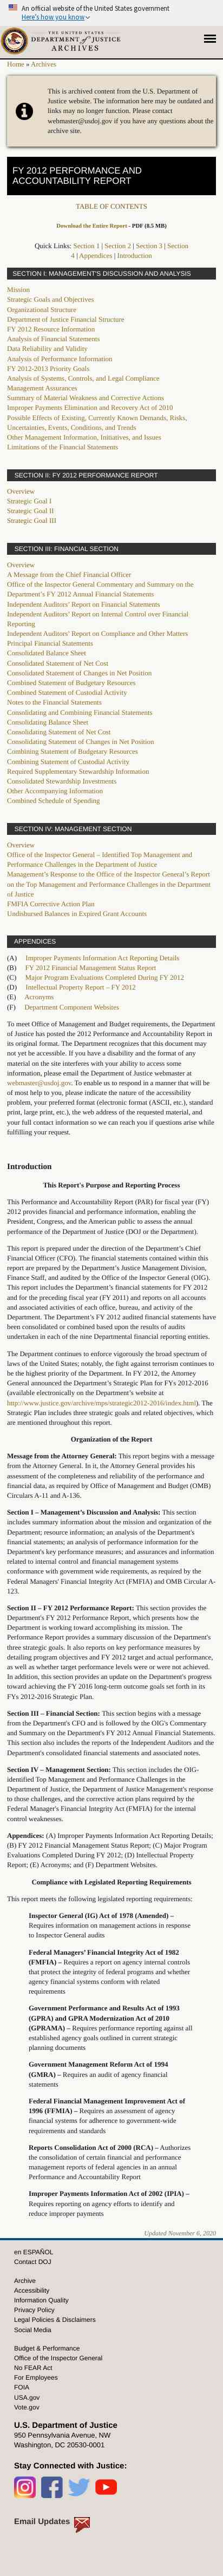 An official website of the United States government
Here's how you know
THE UNITED STATES
DEPARTMENT of JUSTICE
ARCHIVES
Home » Archives
This is archived content from the U.S. Department of
Justice website. The information here may be outdated and
links may no longer function. Please contact
webmaster@usdoj.gov if you have any questions about the
archive site.
FY 2012 PERFORMANCE AND
ACCOUNTABILITY REPORT
TABLE OF CONTENTS
Download the Entire Report - PDF (8.5 MB)
Quick Links: Section 1 | Section 2 | Section 3 | Section
4 | Appendices | Introduction
SECTION I: MANAGEMENT'S DISCUSSION AND ANALYSIS
Mission
Strategic Goals and Objectives
Organizational Structure
Department of Justice Financial Structure
FY 2012 Resource Information
Analysis of Financial Statements
Data Reliability and Validity
Analysis of Performance Information
FY 2012-2013 Priority Goals
Analysis of Systems, Controls, and Legal Compliance
Management Assurances
Summary of Material Weakness and Corrective Actions
Improper Payments Elimination and Recovery Act of 2010
Possible Effects of Existing, Currently Known Demands, Risks,
Uncertainties, Events, Conditions, and Trends
Other Management Information, Initiatives, and Issues
Limitations of the Financial Statements
SECTION II: FY 2012 PERFORMANCE REPORT
Overview
Strategic Goal I
Strategic Goal II
Strategic Goal III
SECTION III: FINANCIAL SECTION
Overview
A Message from the Chief Financial Officer
Office of the Inspector General Commentary and Summary on the
Department's FY 2012 Annual Financial Statements
Independent Auditors' Report on Financial Statements
Independent Auditors' Report on Internal Control over Financial
Reporting
Independent Auditors' Report on Compliance and Other Matters
Principal Financial Statements
Consolidated Balance Sheet
Consolidated Statement of Net Cost
Consolidated Statement of Changes in Net Position
Combined Statement of Budgetary Resources
Combined Statement of Custodial Activity
Notes to the Financial Statements
Consolidating and Combining Financial Statements
Consolidating Balance Sheet
Consolidating Statement of Net Cost
Consolidating Statement of Changes in Net Position
Combining Statement of Budgetary Resources
Combining Statement of Custodial Activity
Required Supplementary Stewardship Information
Consolidated Stewardship Investments
Other Accompanying Information
Combined Schedule of Spending
SECTION IV: MANAGEMENT SECTION
Overview
Office of the Inspector General – Identified Top Management and
Performance Challenges in the Department of Justice
Management's Response to the Office of the Inspector General's Report
on the Top Management and Performance Challenges in the Department
of Justice
FMFIA Corrective Action Plan
Undisbursed Balances in Expired Grant Accounts
APPENDICES
(A) Improper Payments Information Act Reporting Details
(B) FY 2012 Financial Management Status Report
(C) Major Program Evaluations Completed During FY 2012
(D) Intellectual Property Report – FY 2012
(E) Acronyms
(F) Department Component Websites
To meet Office of Management and Budget requirements, the Department
of Justice has posted the FY 2012 Performance and Accountability Report
in its original format. The Department recognizes that this document may
not yet be accessible. If you have a disability and the format of any
material on the site interferes with your ability to access some
information, please email the Department of Justice webmaster at
webmaster@usdoj.gov. To enable us to respond in a manner that will be
of most help to you, please indicate the nature of the accessibility
problem, your preferred electronic format (ASCII, etc.), standard
print, large print, etc.), the web address of the requested material, and
your full contact information so we can reach you if questions arise while
fulfilling your request.
Introduction
This Report's Purpose and Reporting Process
This Performance and Accountability Report (PAR) for fiscal year (FY)
2012 provides financial and performance information, enabling the
President, Congress, and the American public to assess the annual
performance of the Department of Justice (DOJ or the Department).
This report is prepared under the direction of the Department's Chief
Financial Officer (CFO). The financial statements contained within this
report are prepared by the Department's Justice Management Division,
Finance Staff, and audited by the Office of the Inspector General (OIG).
This report includes the Department's financial statements for FY 2012
and for the preceding fiscal year (FY 2011) and reports on all accounts
and associated activities of each office, bureau, and activity of the
Department. All reports within this report are required to address either
single Departmental or consolidated Departmental financial reporting entities.
The Department continues to enforce vigorously the broad spectrum of
laws of the United States; notably, the fight against terrorism continues to
be the highest priority of the Department. In FY 2012, the Attorney
General announced the Department's Strategic Plan for FYs 2012-2016
(available electronically on the Department's website at
http://www.justice.gov/archive/mps/strategic2012-2016/index.html). The
Strategic Plan includes three strategic goals and related objectives, which
are mentioned throughout this report.
Organization of the Report
Message from the Attorney General: This report begins with a message
from the Attorney General. In it, the Attorney General provides his
assessment of the completeness and reliability of the performance and
financial data, as required by Office of Management and Budget (OMB)
Circulars A-11 and A-136.
Section I – Management's Discussion and Analysis: This section
includes summary information about the mission and organization of the
Department; resource information; an analysis of the Department's
financial statements; an analysis of performance information for the
Department's key performance measures; and, as required, details about
the Department's internal control and management systems and
conformance with government wide requirements, as required by the
Federal Managers' Financial Integrity Act (FMFIA) and OMB Circular A-
123.
Section II – FY 2012 Performance Report: This section provides the
Department's FY 2012 Performance Report, which presents how the
Department is working toward accomplishing its mission. The
Performance Report provides a summary discussion of the Department's
three strategic goals. It also reports on key performance measures for
these goals by detailing program objectives and FY 2012 target and actual
performance, as well as whether target performance levels were or were not achieved.
This section also includes an update on the status of the work
toward achieving the FY 2016 long-term outcome goals set forth in its
FYs 2012-2016 Strategic Plan.
Section III – Financial Section: This section begins with a message
from the Department's CFO and is followed by the OIG's Commentary
and Summary on the Department's FY 2012 Annual Financial Statements.
This section also includes the reports of the Independent Auditors and the
Department's consolidated financial statements and associated notes.
Section IV – Management Section: This section includes the OIG-
identified Top Management and Performance Challenges in the
Department of Justice, the Department's Management's response
to those challenges, and the corrective action plans required by the
Federal Manager's Financial Integrity Act (FMFIA) for the internal control
weaknesses.
Appendices: (A) Improper Payments Information Act Reporting Details;
(B) FY 2012 Financial Management Status Report; (C) Major Program
Evaluations Completed During FY 2012; (D) Intellectual Property
Report; (E) Acronyms; and (F) Department Websites.
Compliance with Legislated Reporting Requirements
This report meets the following legislated reporting requirements:
Inspector General (IG) Act of 1978 (Amended) –
Requires information on management actions in response
to Inspector General audits
Federal Managers' Financial Integrity Act of 1982
(FMFIA) – Requires a report on agency internal controls
that protect the integrity of federal programs and whether
agency financial systems conform with related
requirements
Government Performance and Results Act of 1993
(GPRA) and GPRA Modernization Act of 2010
(GPRAMA) – Requires performance reporting against all
established agency goals outlined in current strategic
planning documents
Government Management Reform Act of 1994
(GMRA) – Requires an audit of agency financial
statements
Federal Financial Management Improvement Act of
1996 (FFMIA) – Requires an assessment of agency
financial systems for adherence to government-wide
requirements and standards
Reports Consolidation Act of 2000 (RCA) – Authorizes
the consolidation of certain financial and performance
management reports of federal agencies in an annual
Performance and Accountability Report
Improper Payments Information Act of 2002 (IPIA) –
Requires reporting on agency efforts to identify and
reduce improper payments
Updated November 6, 2020
en ESPAÑOL
Contact DOJ
Archive
Accessibility
Information Quality
Privacy Policy
Legal Policies & Disclaimers
Social Media
Budget & Performance
Office of the Inspector General
No FEAR Act
For Employees
FOIA
USA.gov
Vote.gov
U.S. Department of Justice
950 Pennsylvania Avenue, NW
Washington, DC 20530-0001
Stay Connected with Justice:
Email Updates